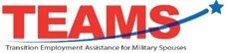 TEAMS
Transition Employment Assistance for Military Spouses